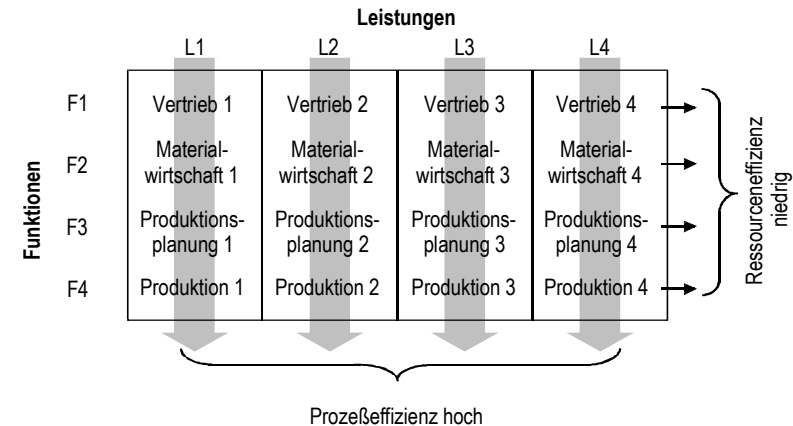 Leistungen
L1 L2 L3 L4
F1 Vertrieb 1 Vertrieb 2 Vertrieb 3 Vertrieb 4
F2 Material- Material- Material- Material-
wirtschaft 1 wirtschaft 2 wirtschaft 3 wirtschaft 4
F3 Produktions- Produktions- Produktions- Produktions-
planung 1 planung 2 planung 3 planung 4
F4 Produktion 1 Produktion 2 Produktion 3 Produktion 4
Funktionen
Ressourceneffizienz
niedrig
Prozeßeffizienz hoch